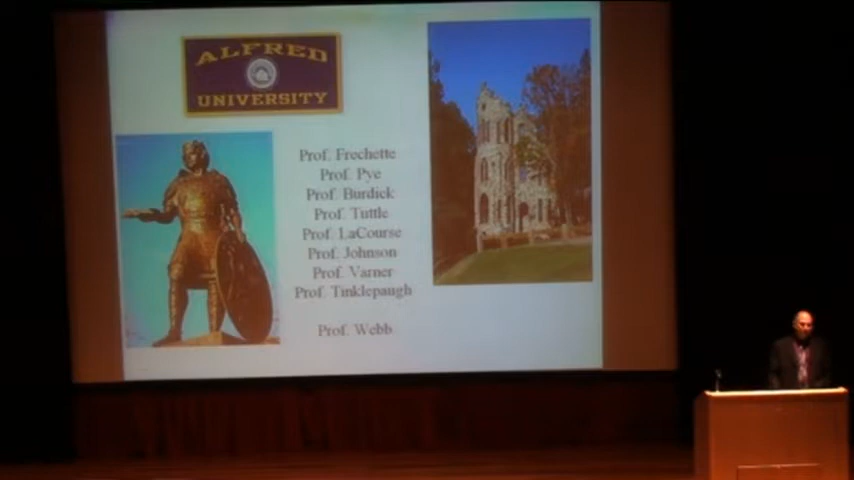 ALFRED
UNIVERSITY
Prof. Frechette
Prof. Pye
Prof. Burdick
Prof. Tuttle
Prof. LaCourse
Prof. Johnson
Prof. Varner
Prof. Tinklepaugh
Prof. Webb